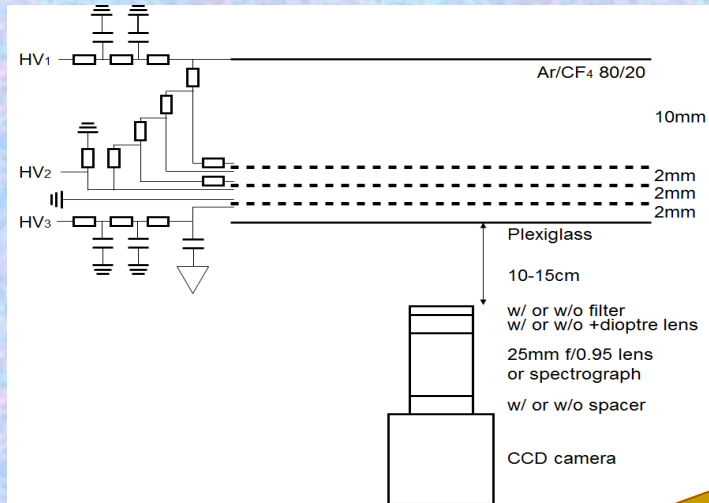 HV₁
Ar/CF₄ 80/20
10mm
HV₂
2mm
2mm
HV₃
2mm
Plexiglass
10-15cm
w/ or w/o filter
w/ or w/o +dioptre lens
25mm f/0.95 lens
or spectrograph
w/ or w/o spacer
CCD camera